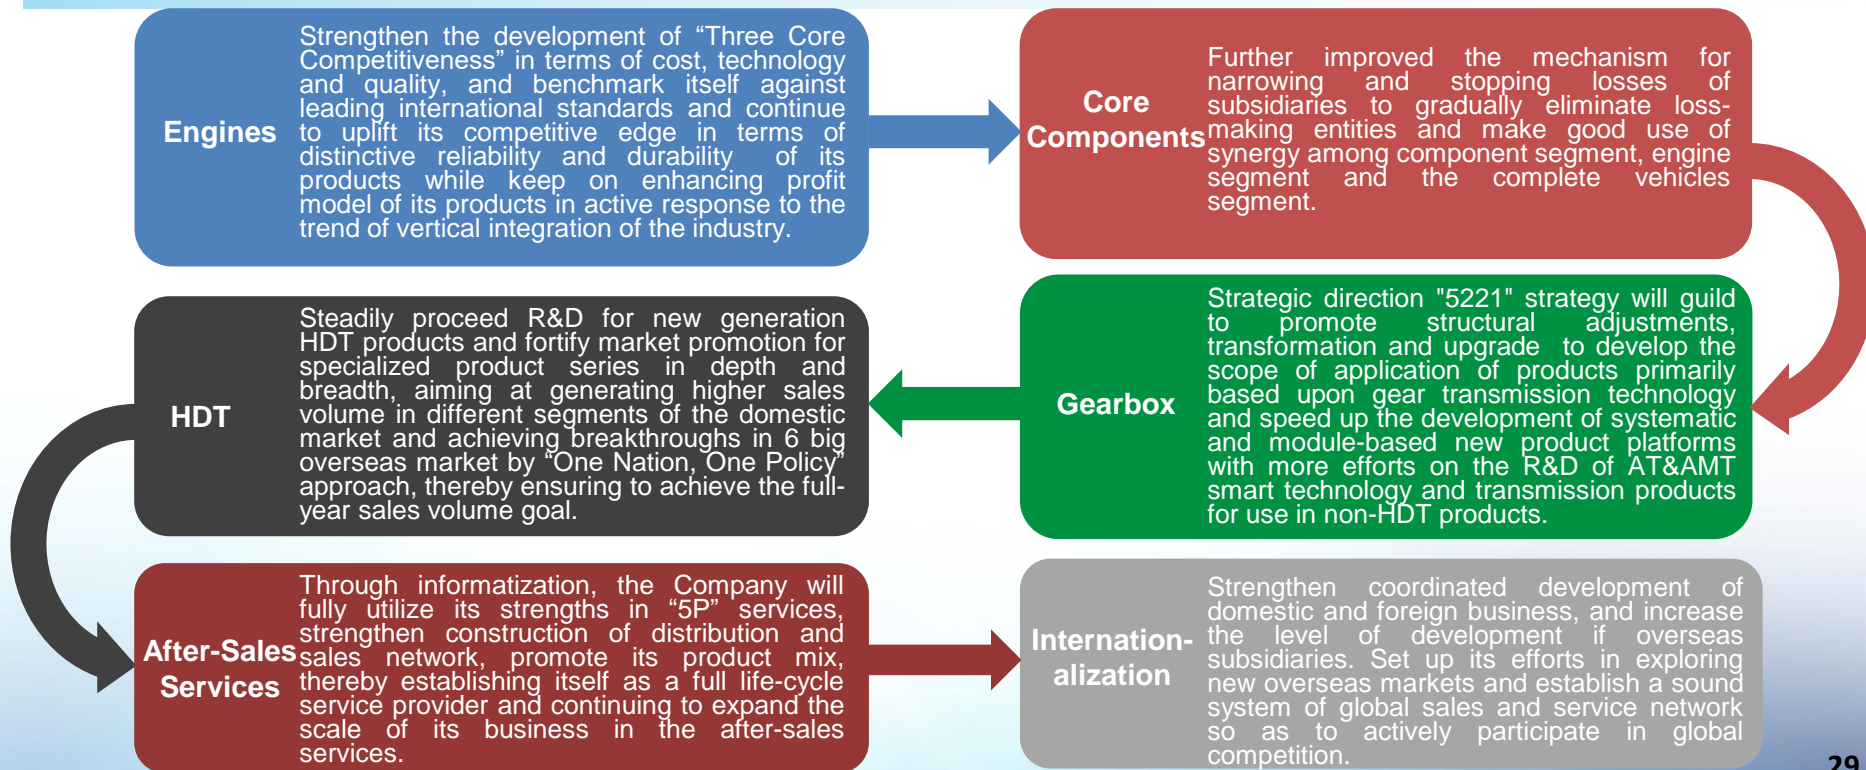 Engines
Strengthen the development of “Three Core
Competitiveness” in terms of cost, technology
and quality, and benchmark itself against
leading international standards and continue
to uplift its competitive edge in terms of
distinctive reliability and durability of its
products while keep on enhancing profit
model of its products in active response to the
trend of vertical integration of the industry.
Core
Components
Further improved the mechanism for
narrowing and stopping losses of
subsidiaries to gradually eliminate loss-
making entities and make good use of
synergy among component segment, engine
segment and the complete vehicles
segment.
Gearbox
Strategic direction "5221" strategy will guild
to promote structural adjustments,
transformation and upgrade to develop the
scope of application of products primarily
based upon gear transmission technology
and speed up the development of systematic
and module-based new product platforms
with more efforts on the R&D of AT&AMT
smart technology and transmission products
for use in non-HDT products.
HDT
Steadily proceed R&D for new generation
HDT products and fortify market promotion for
specialized product series in depth and
breadth, aiming at generating higher sales
volume in different segments of the domestic
market and achieving breakthroughs in 6 big
overseas market by “One Nation, One Policy”
approach, thereby ensuring to achieve the full-
year sales volume goal.
After-Sales
Services
Through informatization, the Company will
fully utilize its strengths in “5P” services,
strengthen construction of distribution and
sales network, promote its product mix,
thereby establishing itself as a full life-cycle
service provider and continuing to expand the
scale of its business in the after-sales
services.
Internation-
alization
Strengthen coordinated development of
domestic and foreign business, and increase
the level of development if overseas
subsidiaries. Set up its efforts in exploring
new overseas markets and establish a sound
system of global sales and service network
so as to actively participate in global
competition.
29